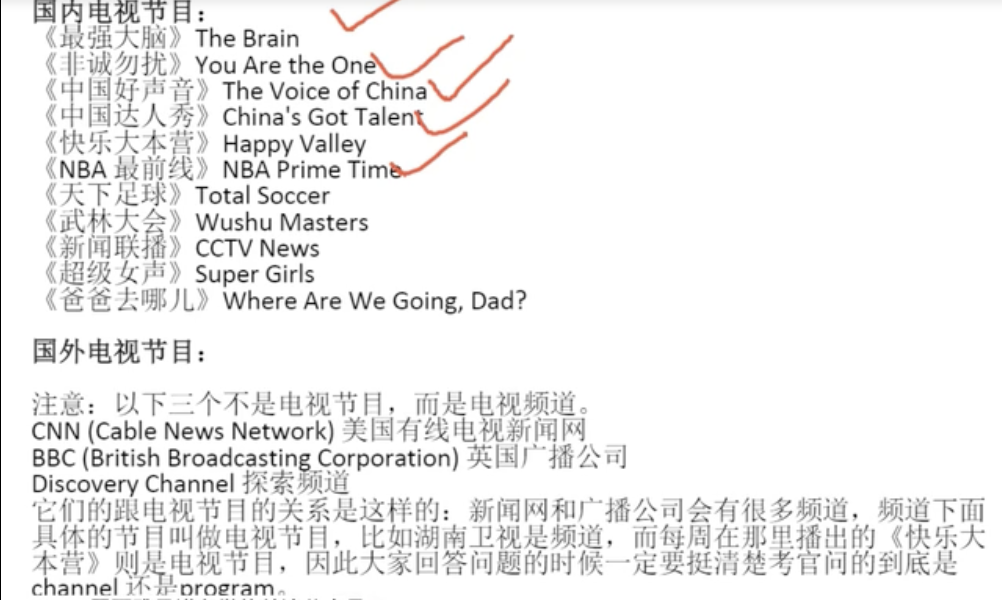 国内电视节目：
《最强大脑》The Brain
《非诚勿扰》You Are the One
《中国好声音》The Voice of China
《中国达人秀》China's Got Talent
《快乐大本营》Happy Valley
《NBA 最前线》NBA Prime Time
《天下足球》Total Soccer
《武林大会》Wushu Masters
《新闻联播》CCTV News
《超级女声》Super Girls
《爸爸去哪儿》Where Are We Going, Dad?
国外电视节目：
注意：以下三个不是电视节目，而是电视频道。
CNN (Cable News Network) 美国有线电视新闻网
BBC (British Broadcasting Corporation) 英国广播公司
Discovery Channel 探索频道
它们的跟电视节目的关系是这样的：新闻网和广播公司会有很多频道，频道下面
具体的节目叫做电视节目，比如湖南卫视是频道，而每周在那里播出的《快乐大
本营》则是电视节目，因此大家回答问题的时候一定要挺清楚考官问的到底是
channel 还是program。